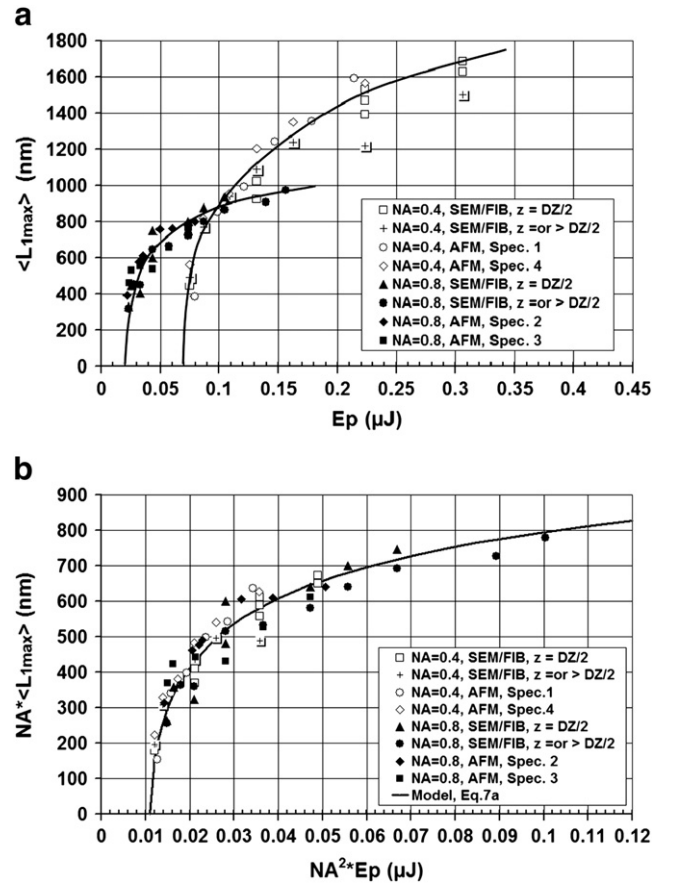 a
<L1max> (nm)
1800
1600
1400
1200
1000
800
600
400
200
0
NA=0.4, SEM/FIB, z = DZ/2
NA=0.4, SEM/FIB, z =or > DZ/2
NA=0.4, AFM, Spec. 1
NA=0.4, AFM, Spec. 4
NA=0.8, SEM/FIB, z = DZ/2
NA=0.8, SEM/FIB, z =or > DZ/2
NA=0.8, AFM, Spec. 2
NA=0.8, AFM, Spec. 3
0 0.05 0.1 0.15 0.2 0.25 0.3 0.35 0.4 0.45
Ep (µJ)
b
NA*<L1max> (nm)
900
800
700
600
500
400
300
200
100
0
NA=0.4, SEM/FIB, z = DZ/2
NA=0.4, SEM/FIB, z =or > DZ/2
NA=0.4, AFM, Spec.1
NA=0.4, AFM, Spec.4
NA=0.8, SEM/FIB, z = DZ/2
NA=0.8, SEM/FIB, z =or > DZ/2
NA=0.8, AFM, Spec. 2
NA=0.8, AFM, Spec. 3
Model, Eq.7a
0 0.01 0.02 0.03 0.04 0.05 0.06 0.07 0.08 0.09 0.1 0.11 0.12
NA²*Ep (µJ)